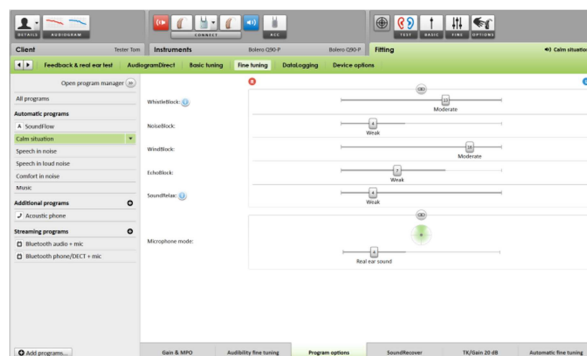 DETAILS AUDIOGRAM CONNECT ACC TEST BASIC FINE OPTIONS
Client Tester Tom Instruments Bolero Q90-P Bolero Q90-P Fitting Calm situation
Feedback & real ear test AudiogramDirect Basic tuning Fine tuning DataLogging Device options
Open program manager
All programs
Automatic programs
A SoundFlow
Calm situation
Speech in noise
Speech in loud noise
Comfort in noise
Music
Additional programs
Acoustic phone
Streaming programs
Bluetooth audio + mic
Bluetooth phone/DECT + mic
Add programs...
WhistleBlock:
Moderate
NoiseBlock:
Weak
WindBlock:
Moderate
EchoBlock:
Weak
SoundRelax:
Weak
Microphone mode:
Real ear sound
Gain & MPO Audibility fine tuning Program options SoundRecover TK/Gain 20 dB Automatic fine tuning